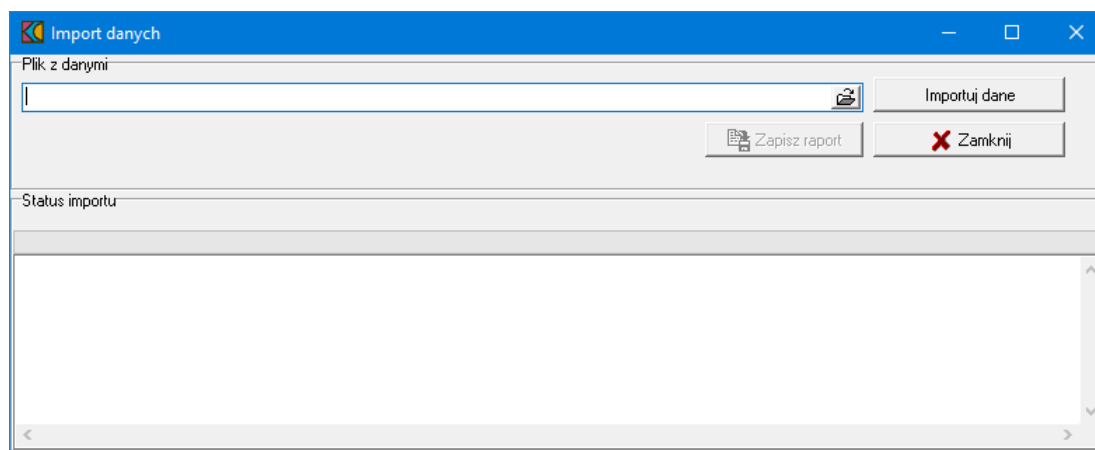 Import danych
Plik z danymi
Importuj dane
Zapisz raport
Zamknij
Status importu